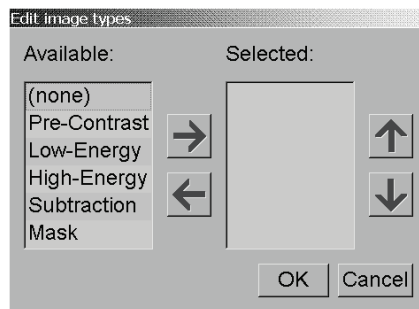 Edit image types
Available:
Selected:
(none)
Pre-Contrast
Low-Energy
High-Energy
Subtraction
Mask
OK
Cancel